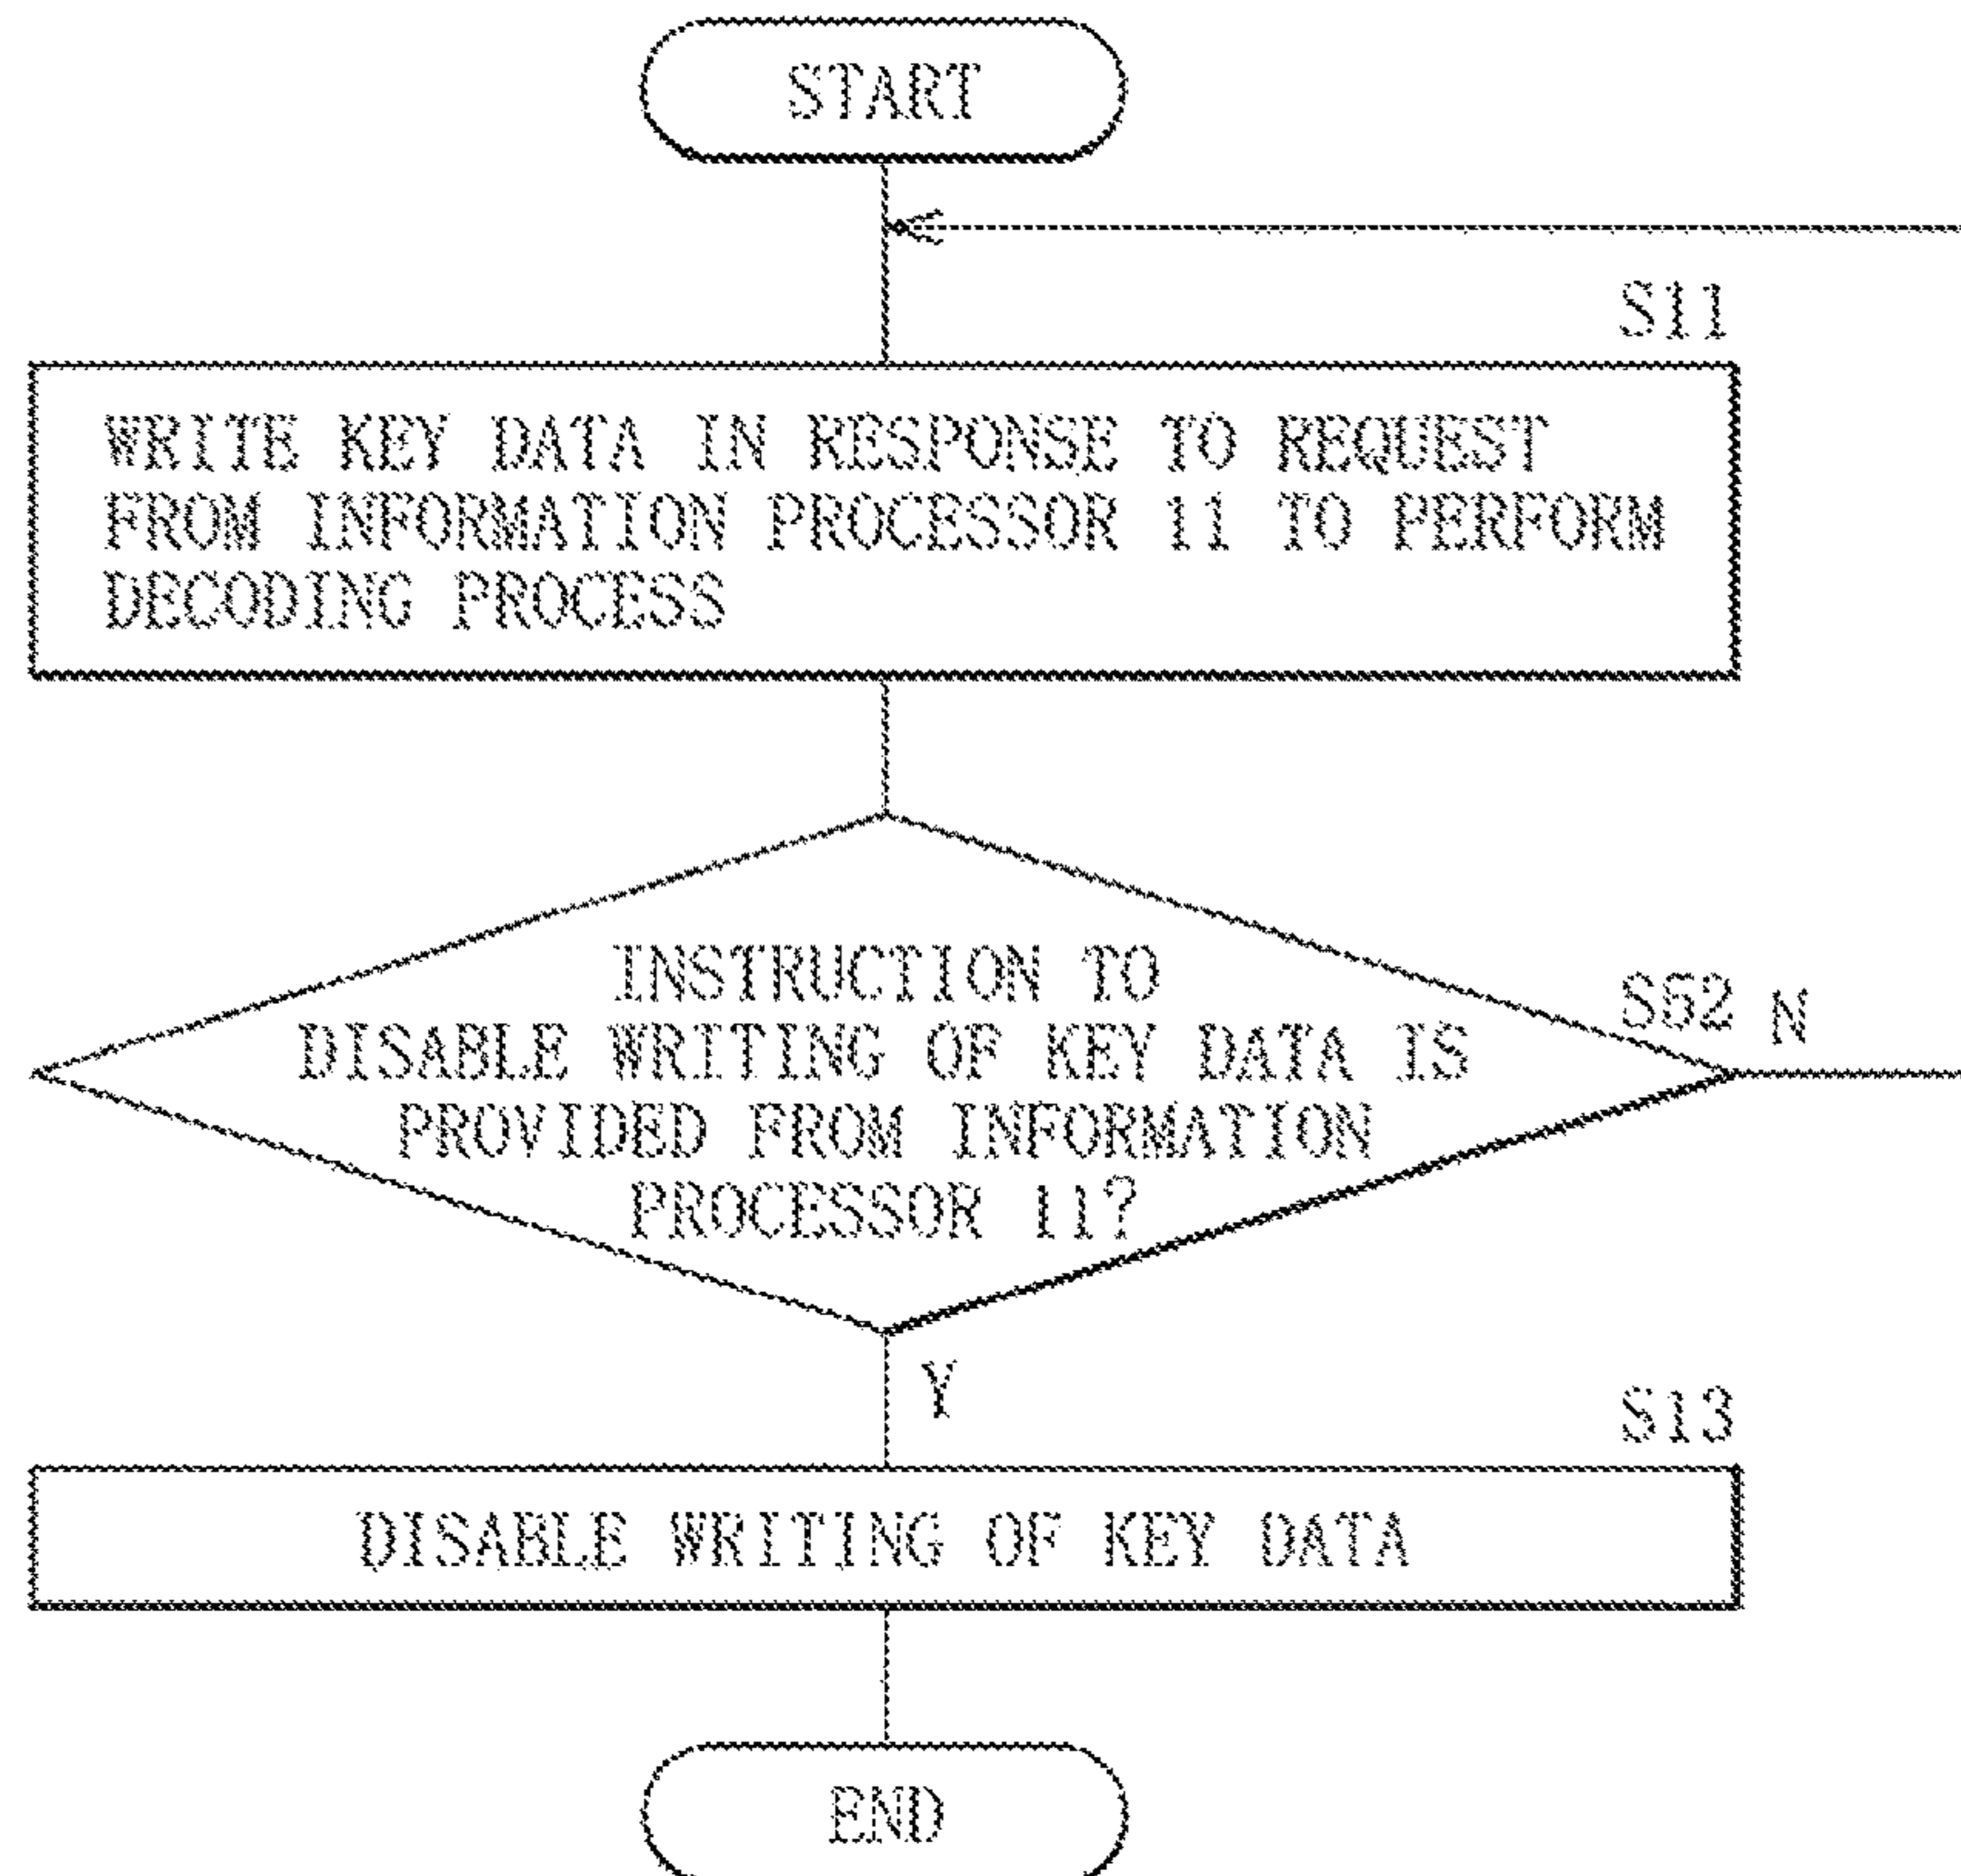 START
S11
WRITE KEY DATA IN RESPONSE TO REQUEST
FROM INFORMATION PROCESSOR 11 TO PERFORM
DECODING PROCESS
INSTRUCTION TO
DISABLE WRITING OF KEY DATA IS
PROVIDED FROM INFORMATION
PROCESSOR 11?
S52 N
Y
S13
DISABLE WRITING OF KEY DATA
END